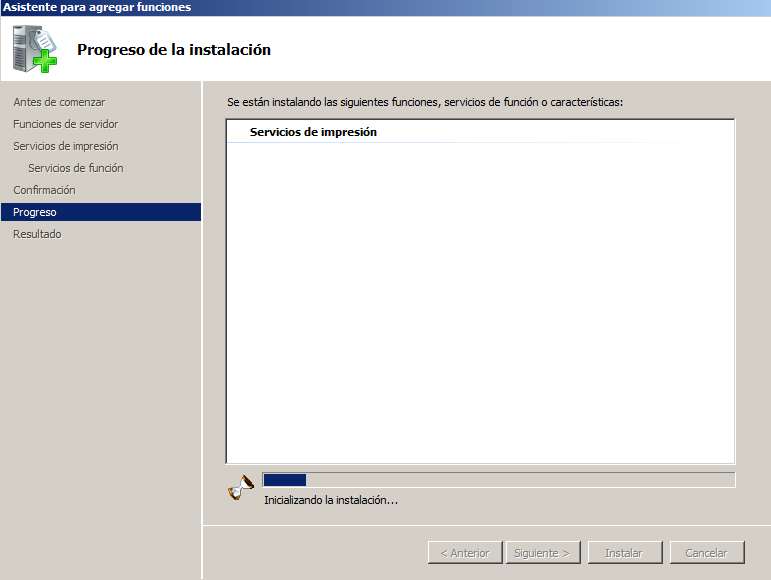 Asistente para agregar funciones
Progreso de la instalación
Antes de comenzar
Funciones de servidor
Servicios de impresión
Servicios de función
Confirmación
Progreso
Resultado
Se están instalando las siguientes funciones, servicios de función o características:
Servicios de impresión
Inicializando la instalación...
< Anterior
Siguiente >
Instalar
Cancelar